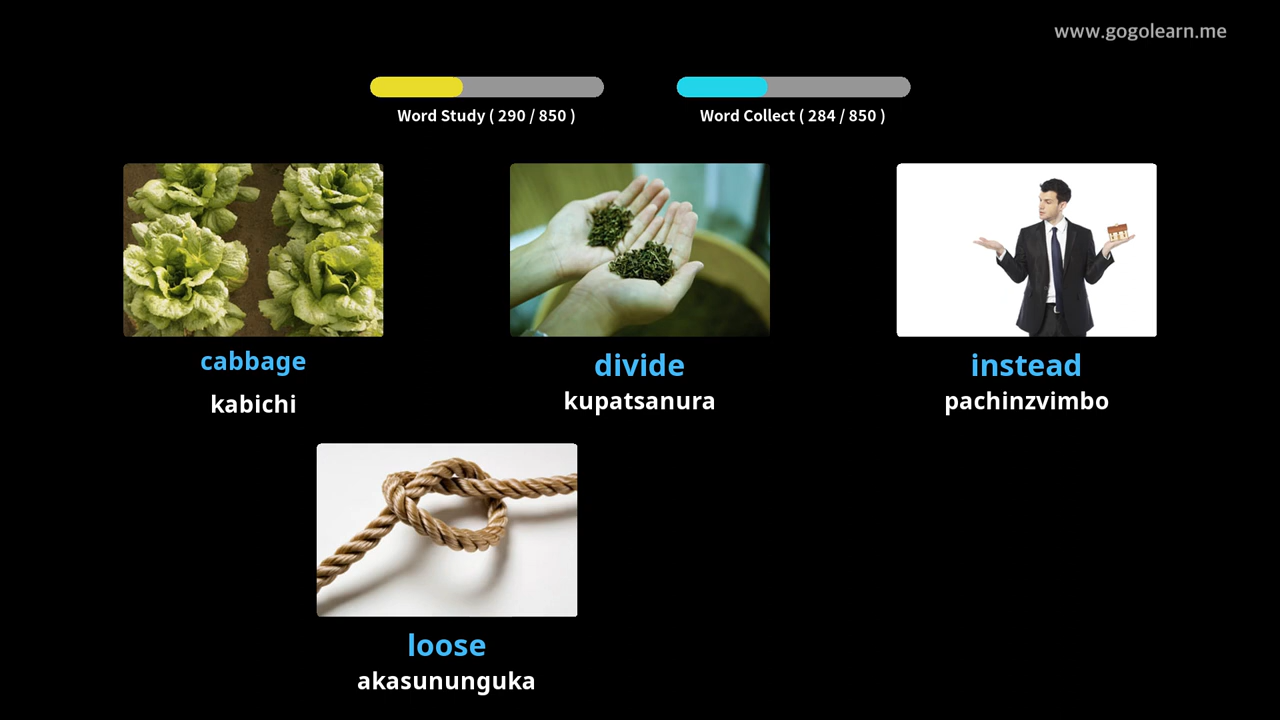 www.gogolearn.me
Word Study ( 290 / 850 )
Word Collect ( 284 / 850 )
cabbage
kabichi
divide
kupatsanura
instead
pachinzvimbo
loose
akasununguka